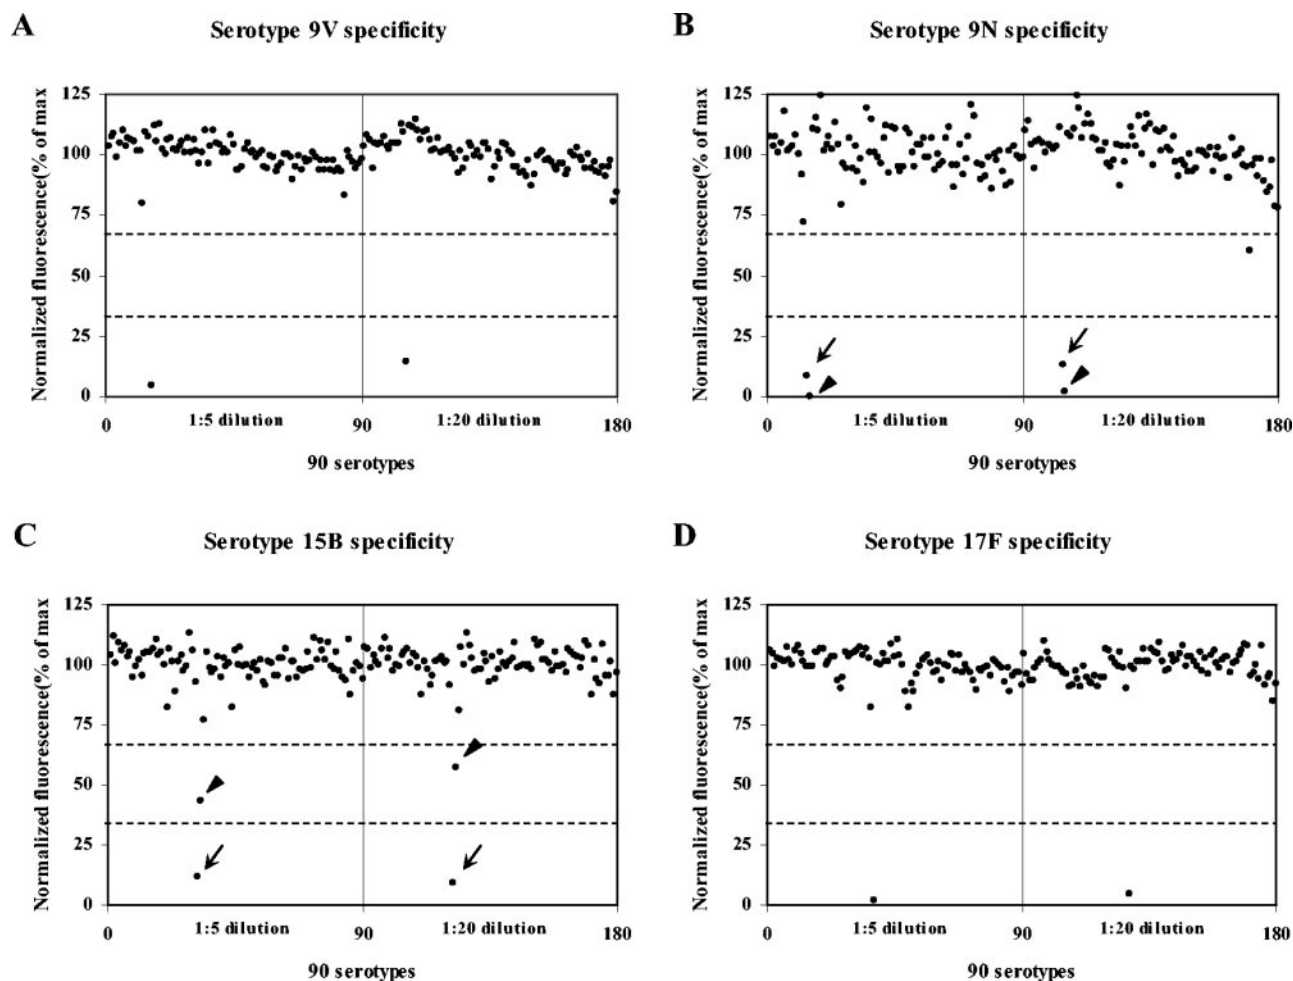 A
Serotype 9V specificity
Normalized fluorescence(% of max
125
100
75
50
25
0
0
1:5 dilution
90
1:20 dilution
180
90 serotypes
B
Serotype 9N specificity
Normalized fluorescence(% of max
125
100
75
50
25
0
0
1:5 dilution
90
1:20 dilution
180
90 serotypes
C
Serotype 15B specificity
Normalized fluorescence(% of max
125
100
75
50
25
0
0
1:5 dilution
90
1:20 dilution
180
90 serotypes
D
Serotype 17F specificity
Normalized fluorescence(% of max
125
100
75
50
25
0
0
1:5 dilution
90
1:20 dilution
180
90 serotypes